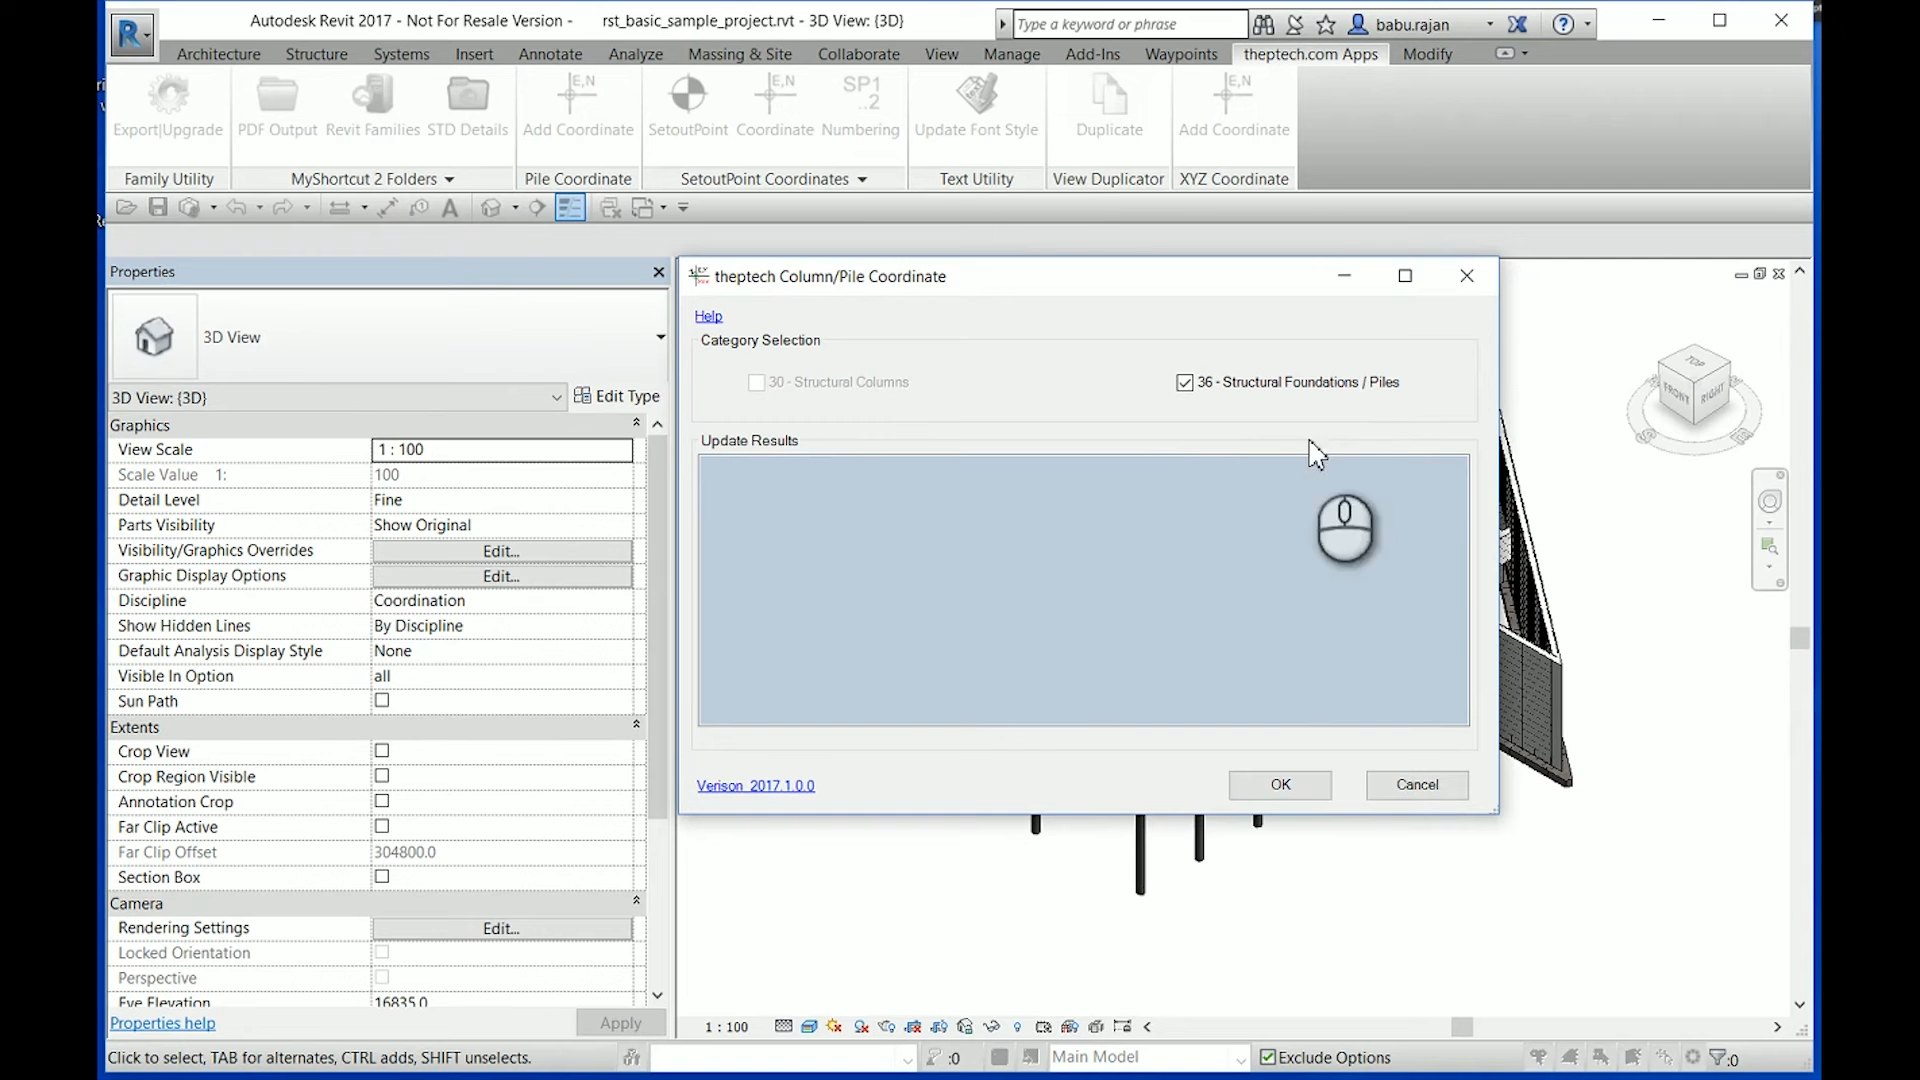 Autodesk Revit 2017 - Not For Resale Version - rst_basic_sample_project.rvt - 3D View: {3D}
Type a keyword or phrase
babu.rajan
R
Architecture Structure Systems Insert Annotate Analyze Massing & Site Collaborate View Manage Add-Ins Waypoints theptech.com Apps Modify
E,N E,N SP1 ..2 E,N
Export|Upgrade PDF Output Revit Families STD Details Add Coordinate SetoutPoint Coordinate Numbering Update Font Style Duplicate Add Coordinate
Family Utility MyShortcut 2 Folders Pile Coordinate SetoutPoint Coordinates Text Utility View Duplicator XYZ Coordinate
A
Properties
3D View
3D View: {3D} Edit Type
Graphics
View Scale 1 : 100
Scale Value 1: 100
Detail Level Fine
Parts Visibility Show Original
Visibility/Graphics Overrides Edit...
Graphic Display Options Edit...
Discipline Coordination
Show Hidden Lines By Discipline
Default Analysis Display Style None
Visible In Option all
Sun Path
Extents
Crop View
Crop Region Visible
Annotation Crop
Far Clip Active
Far Clip Offset 304800.0
Section Box
Camera
Rendering Settings Edit...
Locked Orientation
Perspective
Eye Elevation 16835.0
Properties help Apply
theptech Column/Pile Coordinate
Help
Category Selection
30 - Structural Columns 36 - Structural Foundations / Piles
Update Results
Verison 2017.1.0.0 OK Cancel
TOP
FRONT RIGHT
S E
1 : 100
Click to select, TAB for alternates, CTRL adds, SHIFT unselects. :0 Main Model Exclude Options :0